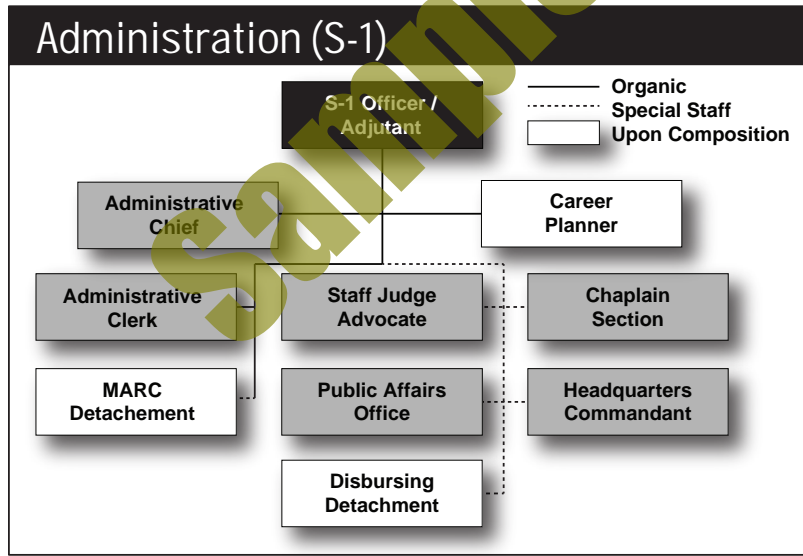 Administration (S-1)
S-1 Officer /
Adjutant
Organic
Special Staff
Upon Composition
Administrative
Chief
Career
Planner
Administrative
Clerk
Staff Judge
Advocate
Chaplain
Section
MARC
Detachement
Public Affairs
Office
Headquarters
Commandant
Disbursing
Detachment
Sample